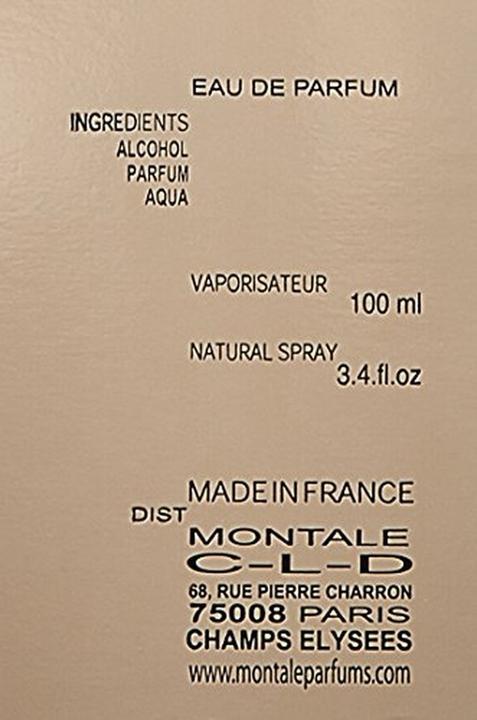 EAU DE PARFUM
INGREDIENTS
ALCOHOL
PARFUM
AQUA
VAPORISATEUR
100 ml
NATURAL SPRAY
3.4.fl.oz
MADE IN FRANCE
DIST
MONTALE
C-L-D
68, RUE PIERRE CHARRON
75008 PARIS
CHAMPS ELYSEES
www.montaleparfums.com